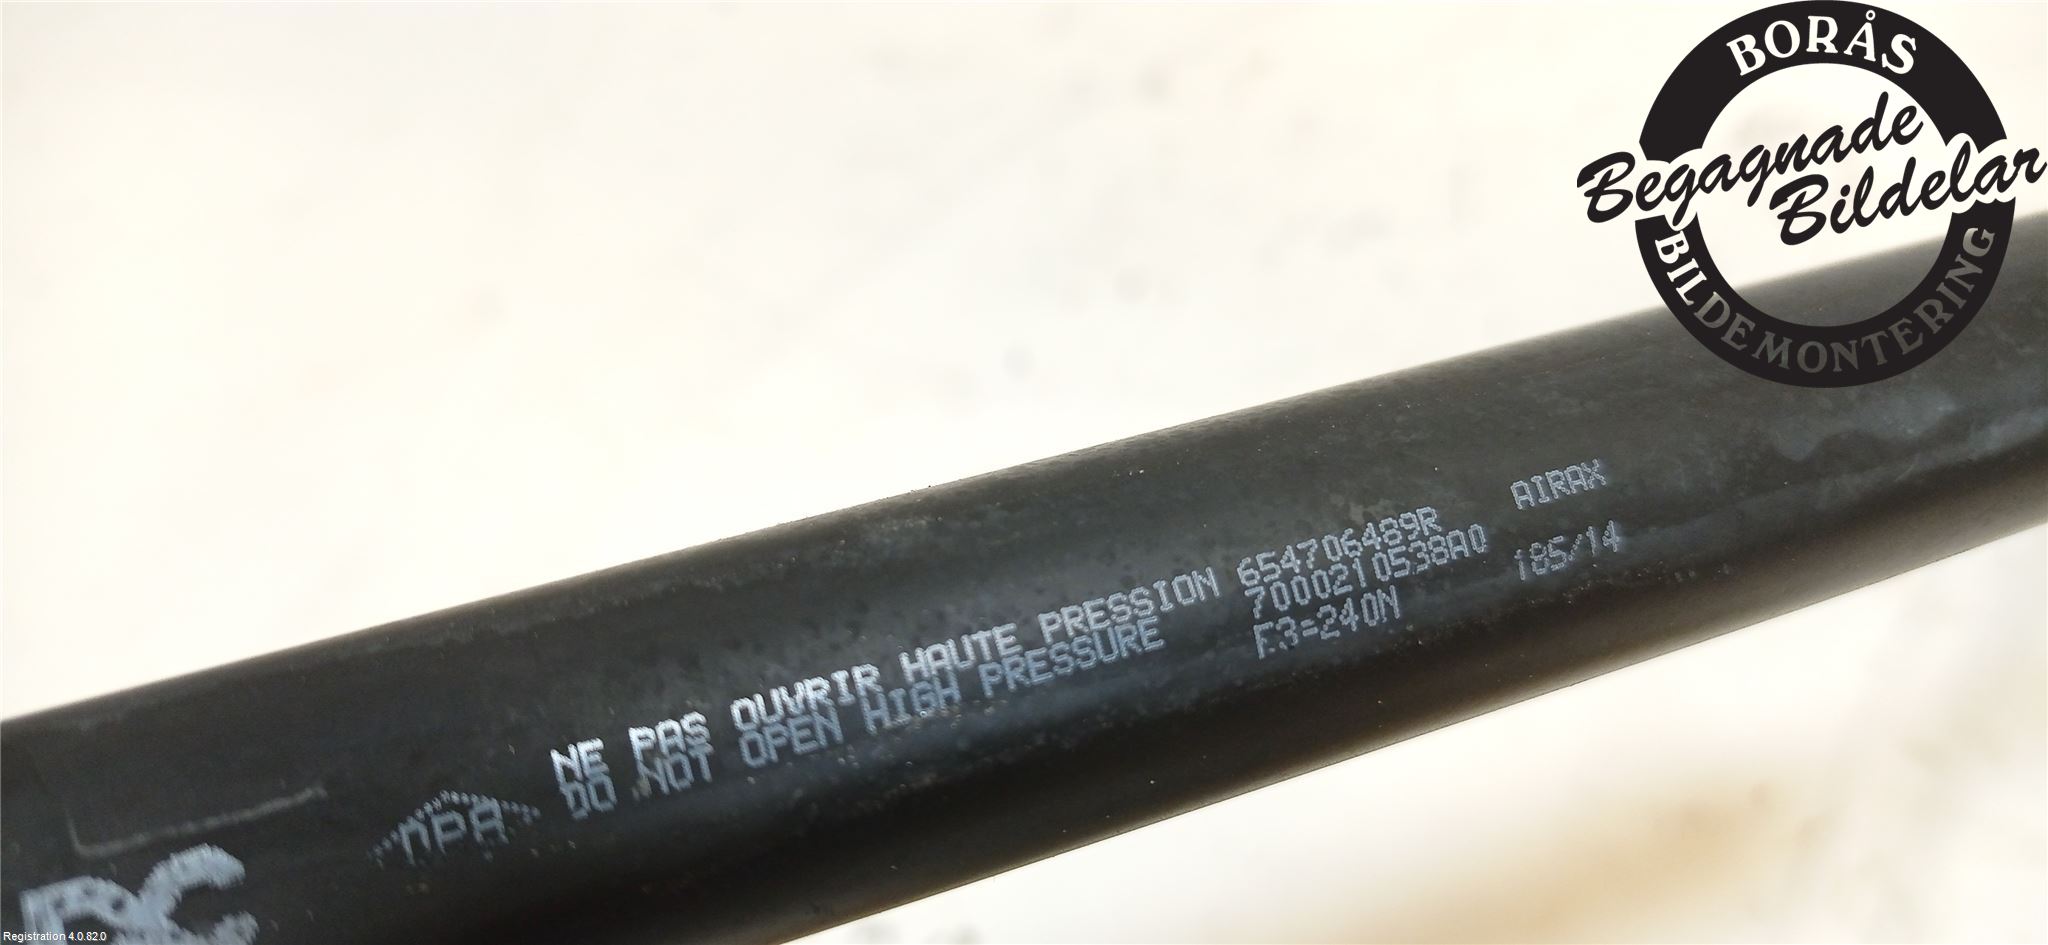 BORÅS
Begagnade
Bildelar
BILDEMONTERING
AIRAX
NE PAS OUVRIR HAUTE PRESSION 654706489R
DO NOT OPEN HIGH PRESSURE 7000210538A0 185/14
F3=240N
Registration 4.0.82.0